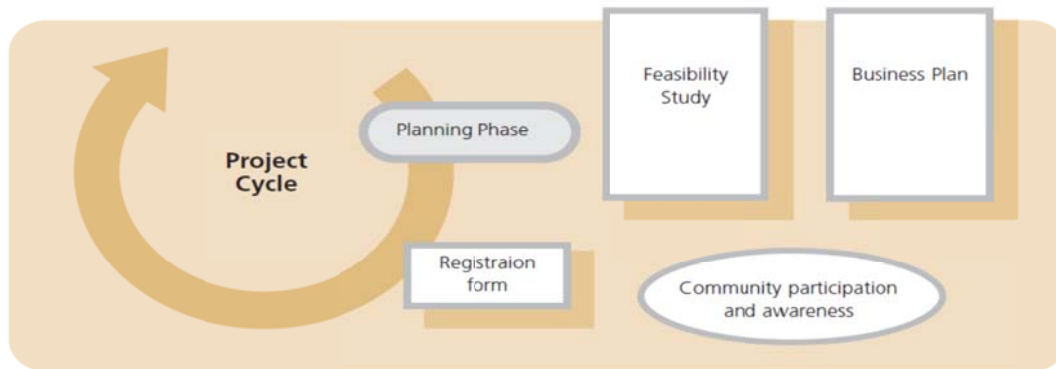 Project
Cycle
Planning Phase
Feasibility
Study
Business Plan
Registraion
form
Community participation
and awareness